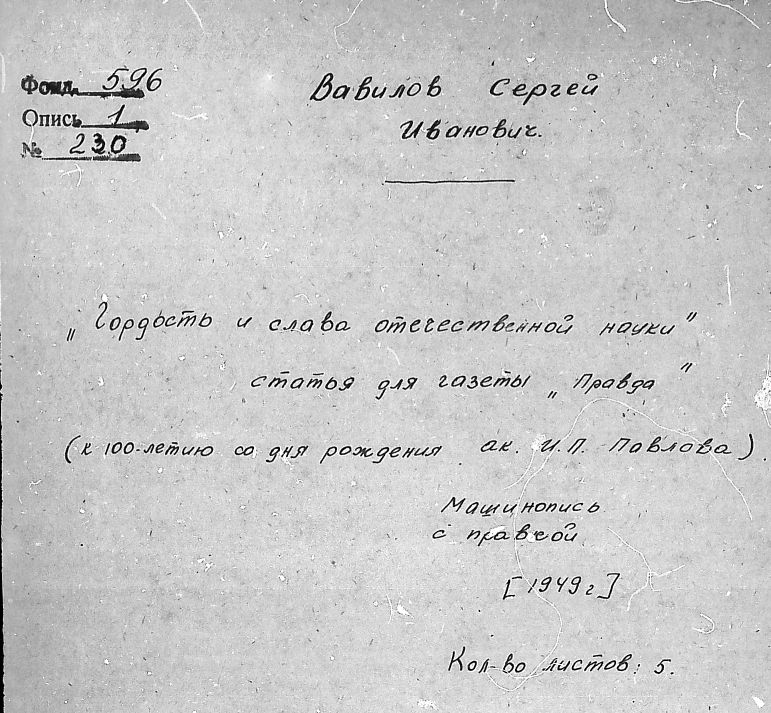 Фонд 596
Опись 1
№ 230
Вавилов Сергей
Иванович.
„Гордость и слава отечественной науки"
статья для газеты „Правда"
(к 100-летию со дня рождения ак. И.П. Павлова).
Машинопись
с правкой
[1949 г]
Кол-во листов: 5.